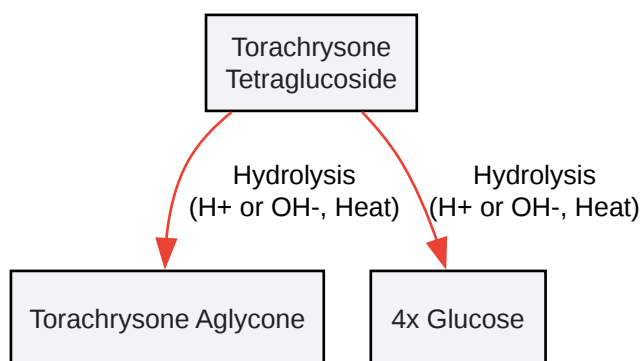 Torachrysone
Tetraglucoside
Hydrolysis
(H+ or OH-, Heat)
Hydrolysis
(H+ or OH-, Heat)
Torachrysone Aglycone
4x Glucose